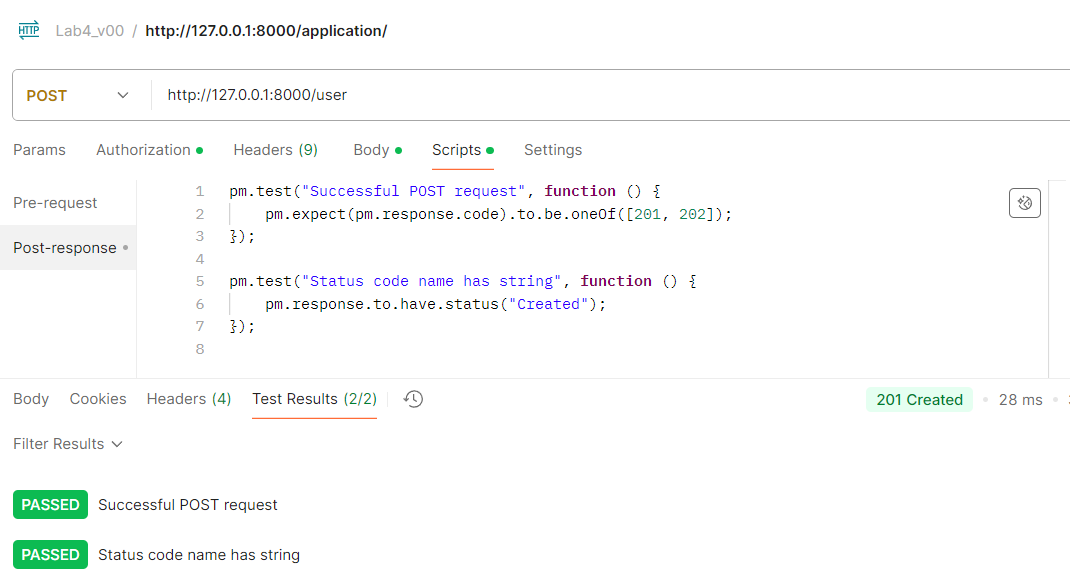 HTTP Lab4_v00 / http://127.0.0.1:8000/application/
POST http://127.0.0.1:8000/user
Params Authorization Headers (9) Body Scripts Settings
Pre-request
Post-response
1 pm.test("Successful POST request", function () {
2 pm.expect(pm.response.code).to.be.oneOf([201, 202]);
3 });
4
5 pm.test("Status code name has string", function () {
6 pm.response.to.have.status("Created");
7 });
8
Body Cookies Headers (4) Test Results (2/2) 201 Created 28 ms
Filter Results
PASSED Successful POST request
PASSED Status code name has string